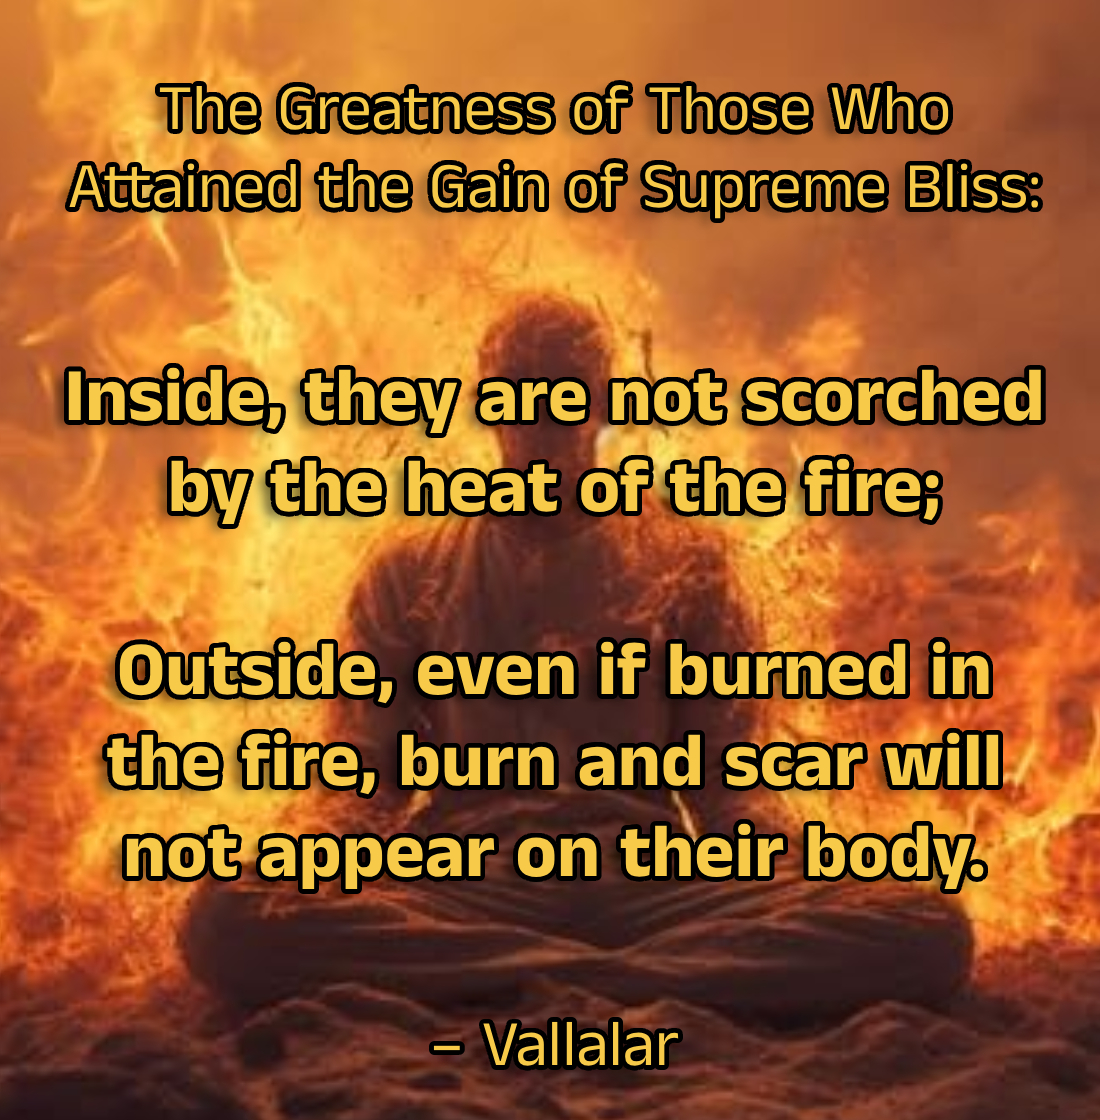 The Greatness of Those Who
Attained the Gain of Supreme Bliss:
Inside, they are not scorched
by the heat of the fire;
Outside, even if burned in
the fire, burn and scar will
not appear on their body.
– Vallalar